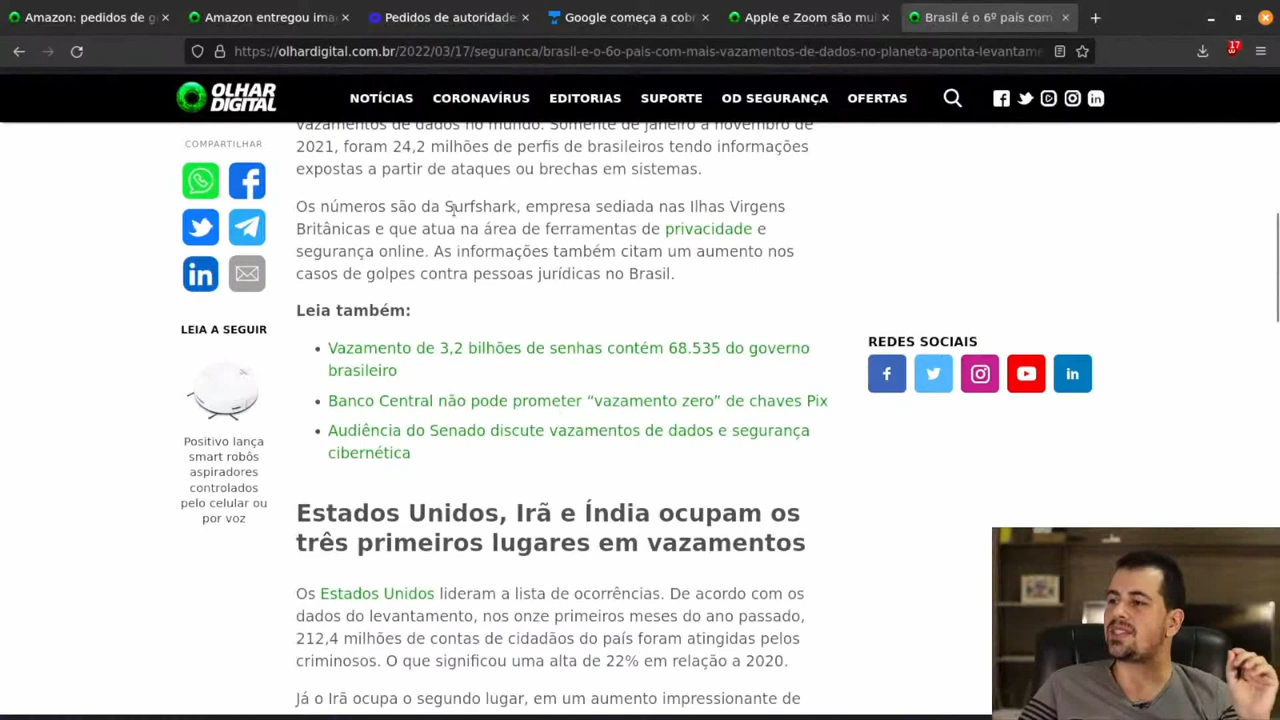 Amazon: pedidos de g
Amazon entregou ima
Pedidos de autoridade
Google começa a cobr
Apple e Zoom são mu
Brasil é o 6º país com
https://olhardigital.com.br/2022/03/17/seguranca/brasil-e-o-6o-pais-com-mais-vazamentos-de-dados-no-planeta-aponta-levantam
17
OLHAR
DIGITAL
NOTÍCIAS CORONAVÍRUS EDITORIAS SUPORTE OD SEGURANÇA OFERTAS
COMPARTILHAR
LEIA A SEGUIR
Positivo lança
smart robôs
aspiradores
controlados
pelo celular ou
por voz
vazamentos de dados no mundo. Somente de janeiro a novembro de
2021, foram 24,2 milhões de perfis de brasileiros tendo informações
expostas a partir de ataques ou brechas em sistemas.
Os números são da Surfshark, empresa sediada nas Ilhas Virgens
Britânicas e que atua na área de ferramentas de privacidade e
segurança online. As informações também citam um aumento nos
casos de golpes contra pessoas jurídicas no Brasil.
Leia também:
• Vazamento de 3,2 bilhões de senhas contém 68.535 do governo
brasileiro
• Banco Central não pode prometer “vazamento zero” de chaves Pix
• Audiência do Senado discute vazamentos de dados e segurança
cibernética
Estados Unidos, Irã e Índia ocupam os
três primeiros lugares em vazamentos
Os Estados Unidos lideram a lista de ocorrências. De acordo com os
dados do levantamento, nos onze primeiros meses do ano passado,
212,4 milhões de contas de cidadãos do país foram atingidas pelos
criminosos. O que significou uma alta de 22% em relação a 2020.
Já o Irã ocupa o segundo lugar, em um aumento impressionante de
REDES SOCIAIS